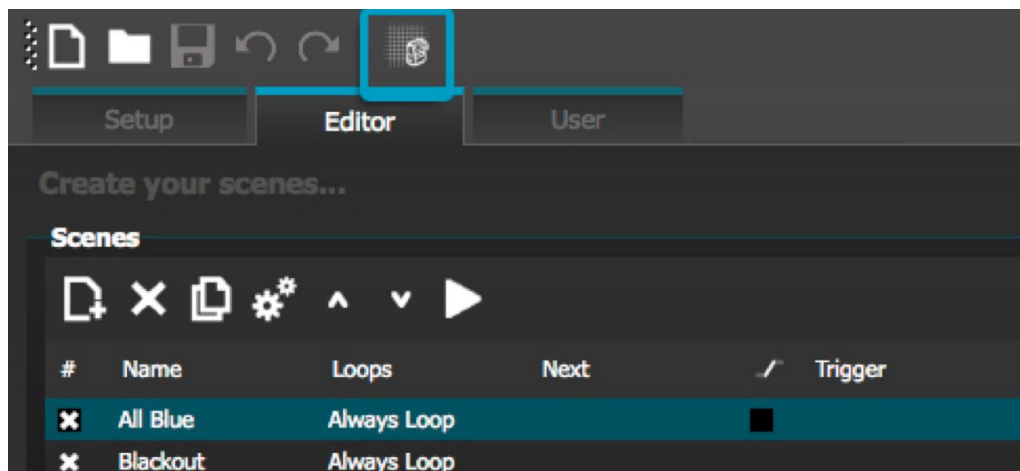 Setup Editor User
Create your scenes...
Scenes
# Name Loops Next Trigger
All Blue Always Loop
Blackout Always Loop